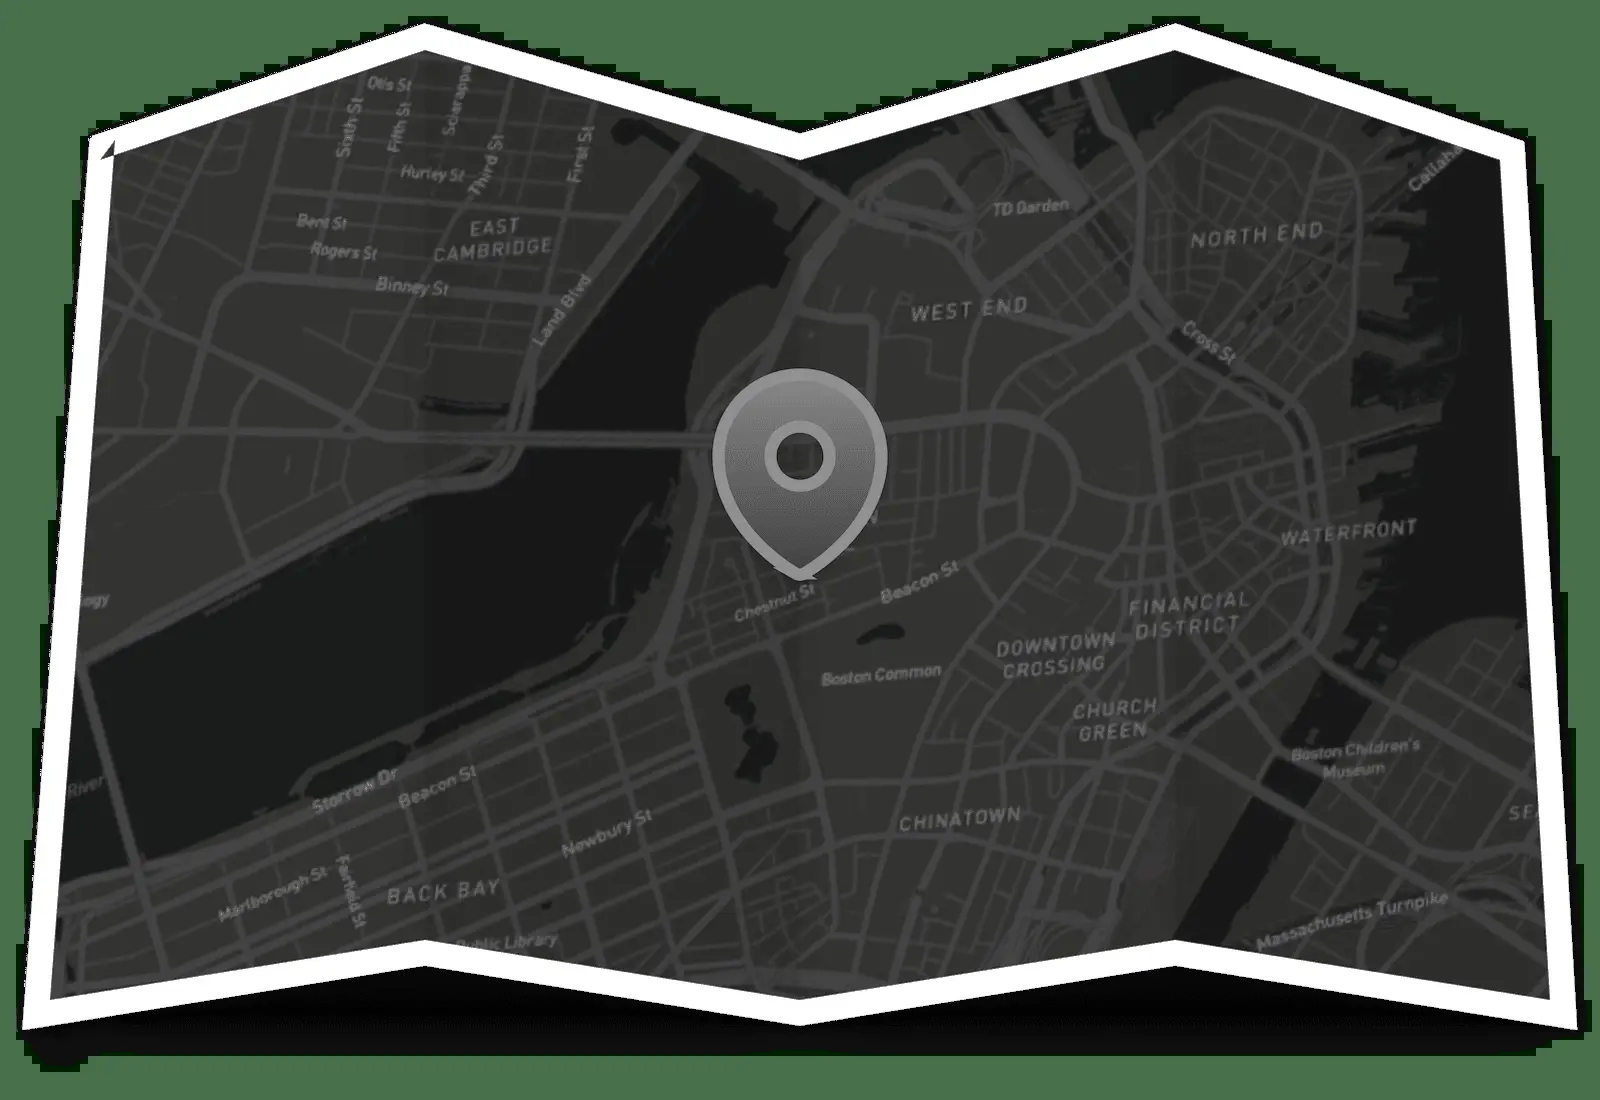 Otis St
Sciarappa
Sixth St
Fifth St
Third St
First St
Hurley St
Bent St
Rogers St
EAST
CAMBRIDGE
Binney St
Land Blvd
TD Garden
NORTH END
WEST END
Cross St
WATERFRONT
Chestnut St
Beacon St
FINANCIAL
DISTRICT
DOWNTOWN
CROSSING
Boston Common
CHURCH
GREEN
Boston Children's
Museum
River
Storrow Dr
Beacon St
Newbury St
CHINATOWN
Marlborough St
Fairfield St
BACK BAY
Public Library
Massachusetts Turnpike